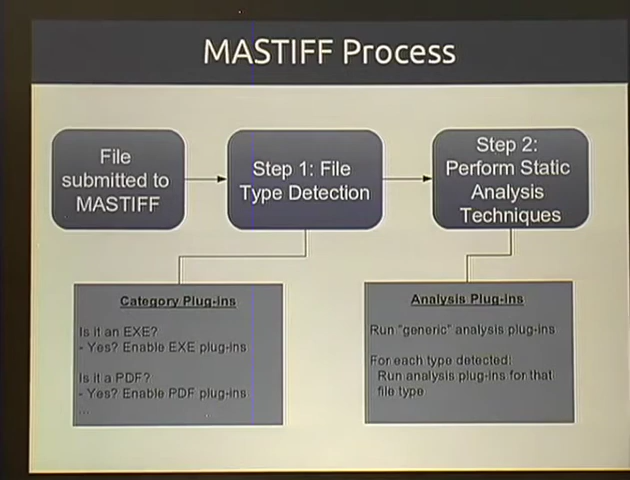 MASTIFF Process
File
submitted to
MASTIFF
Step 1: File
Type Detection
Step 2:
Perform Static
Analysis
Techniques
Category Plug-ins
Is it an EXE?
- Yes? Enable EXE plug-ins
Is it a PDF?
- Yes? Enable PDF plug-ins
...
Analysis Plug-ins
Run "generic" analysis plug-ins
For each type detected:
Run analysis plug-ins for that
file type